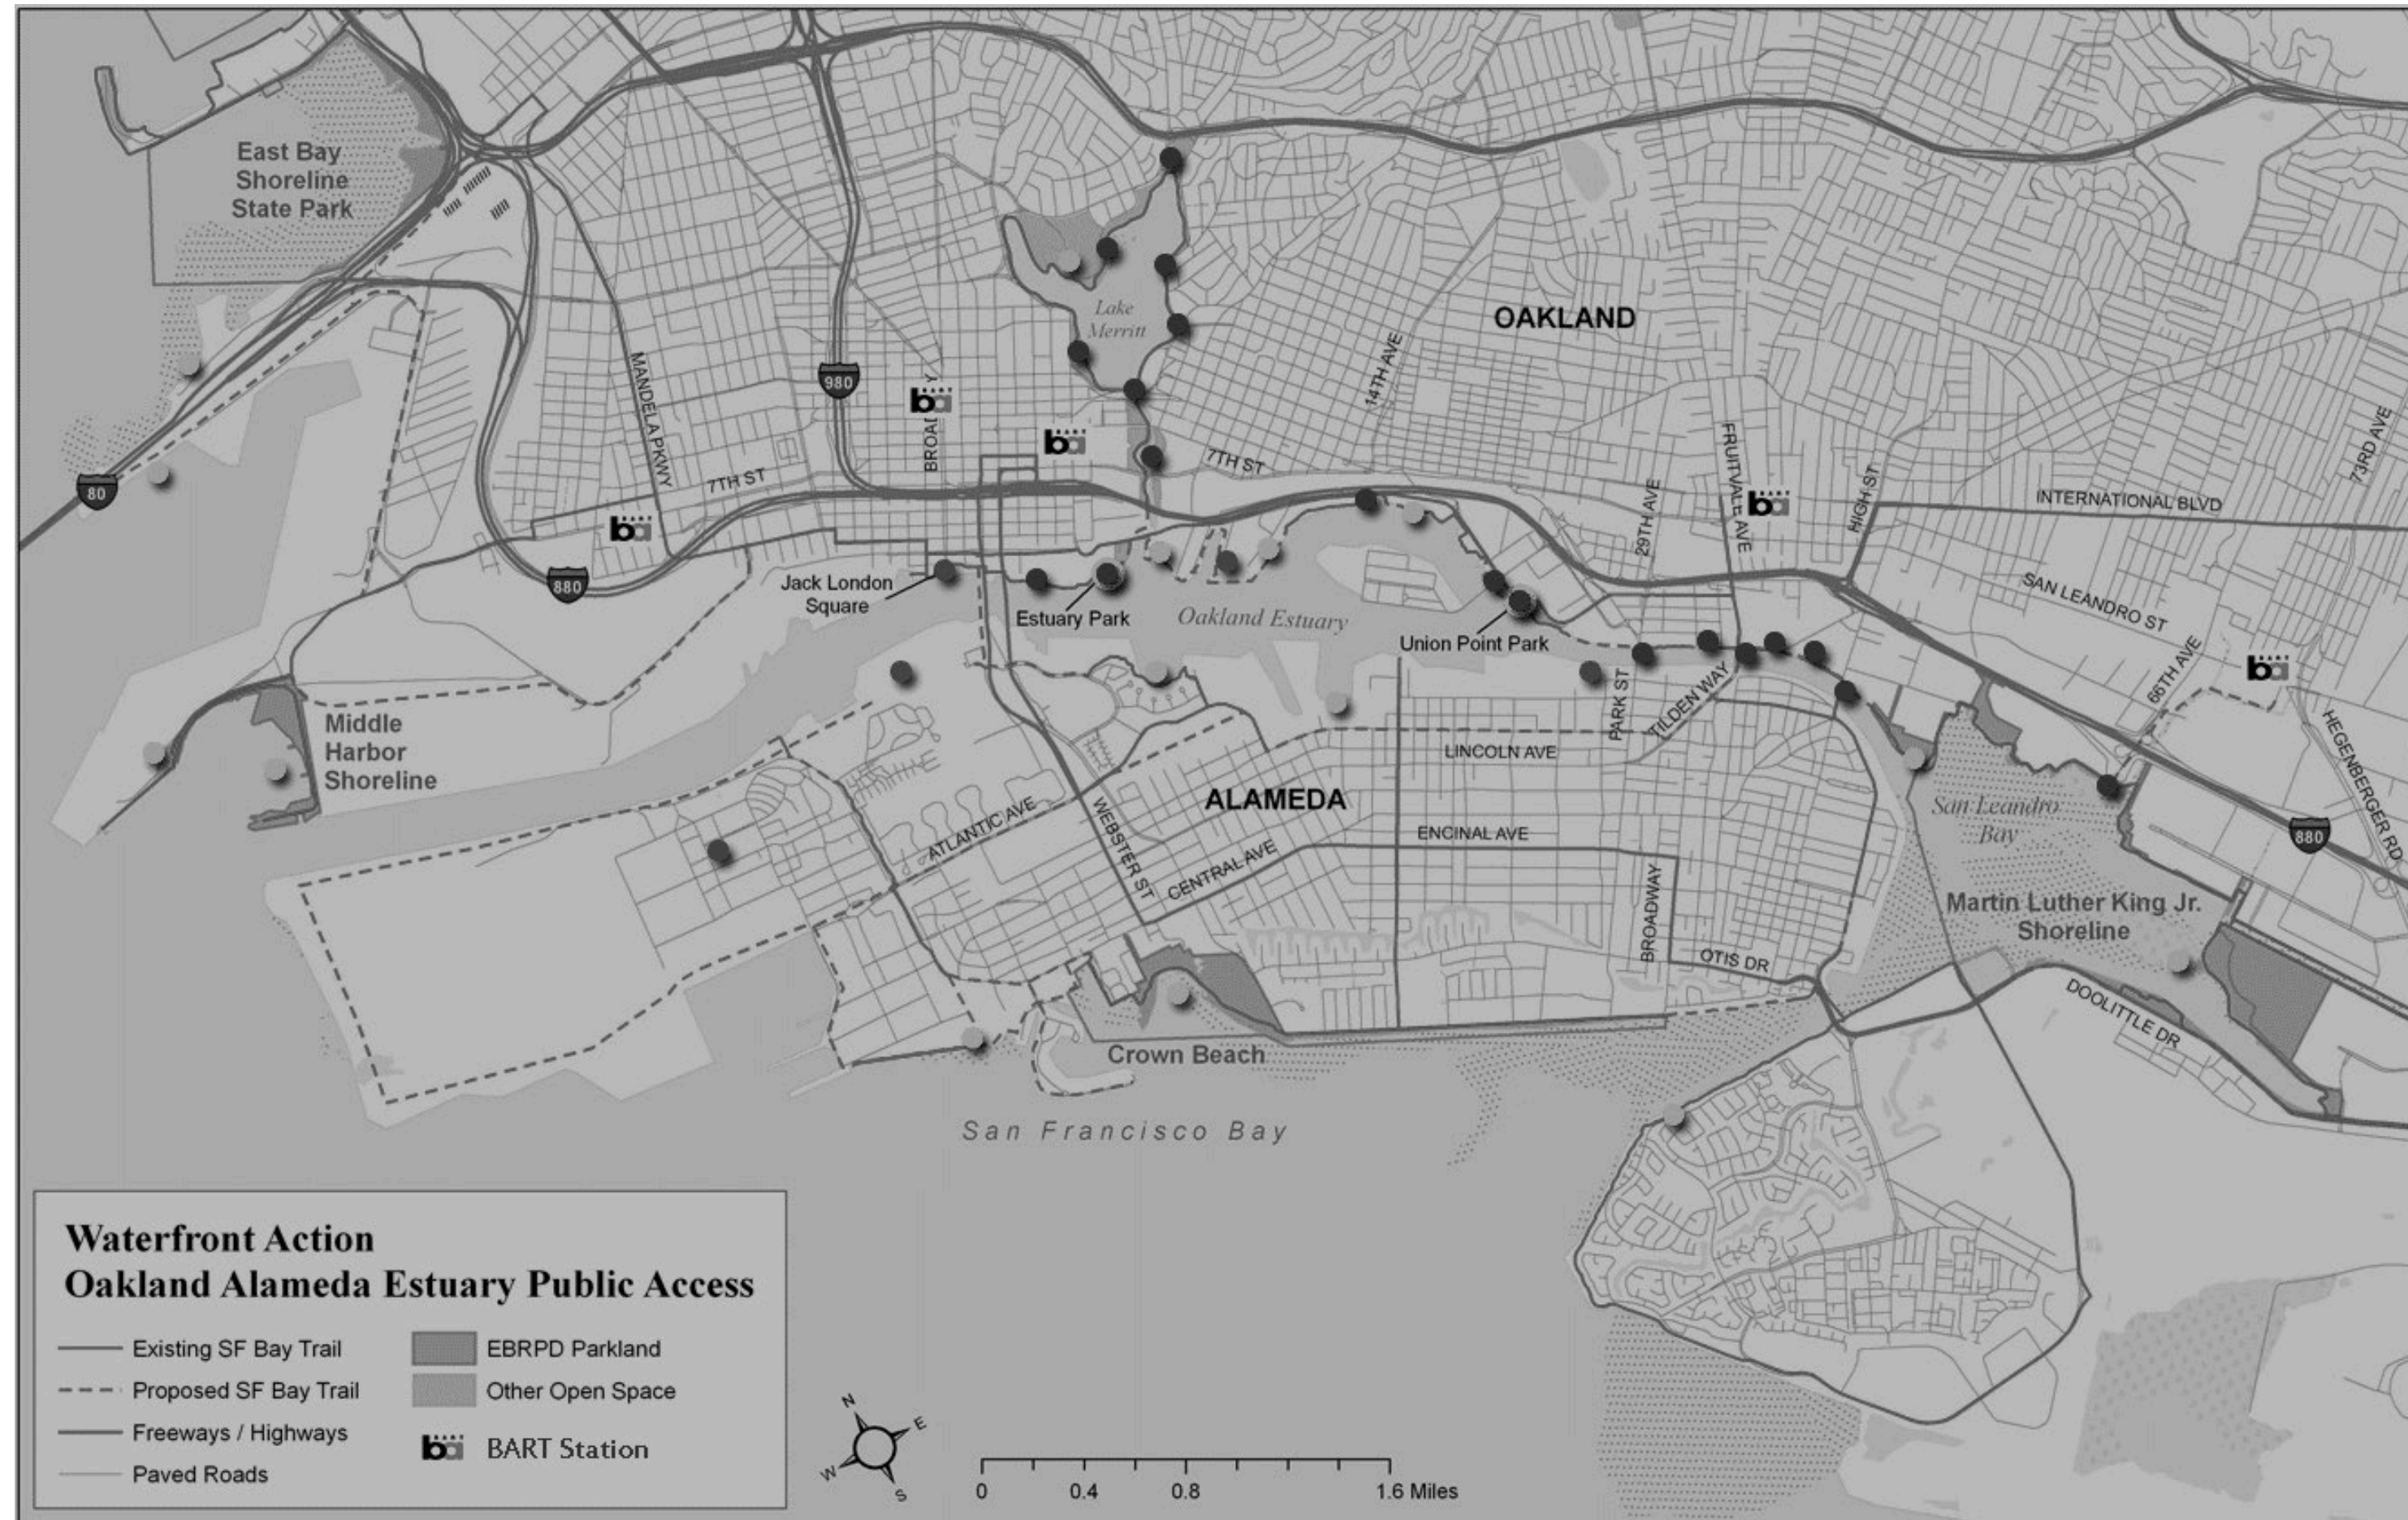 East Bay
Shoreline
State Park
Lake
Merritt
OAKLAND
14TH AVE
980
MANDELA PKWY
BROADWAY
ba
ba
73RD AVE
80
7TH ST
7TH ST
29TH AVE
FRUITVALE AVE
ba
HIGH ST
INTERNATIONAL BLVD
ba
880
Jack London
Square
Estuary Park
Oakland Estuary
Union Point Park
SAN LEANDRO ST
66TH AVE
ba
PARK ST
TILDEN WAY
HEGENBERGER RD
Middle
Harbor
Shoreline
LINCOLN AVE
ALAMEDA
ATLANTIC AVE
WEBSTER ST
CENTRAL AVE
ENCINAL AVE
San Leandro
Bay
880
BROADWAY
OTIS DR
Martin Luther King Jr.
Shoreline
DOOLITTLE DR
Crown Beach
San Francisco Bay
Waterfront Action
Oakland Alameda Estuary Public Access
Existing SF Bay Trail
Proposed SF Bay Trail
Freeways / Highways
Paved Roads
EBRPD Parkland
Other Open Space
ba BART Station
N
E
W
S
0 0.4 0.8 1.6 Miles